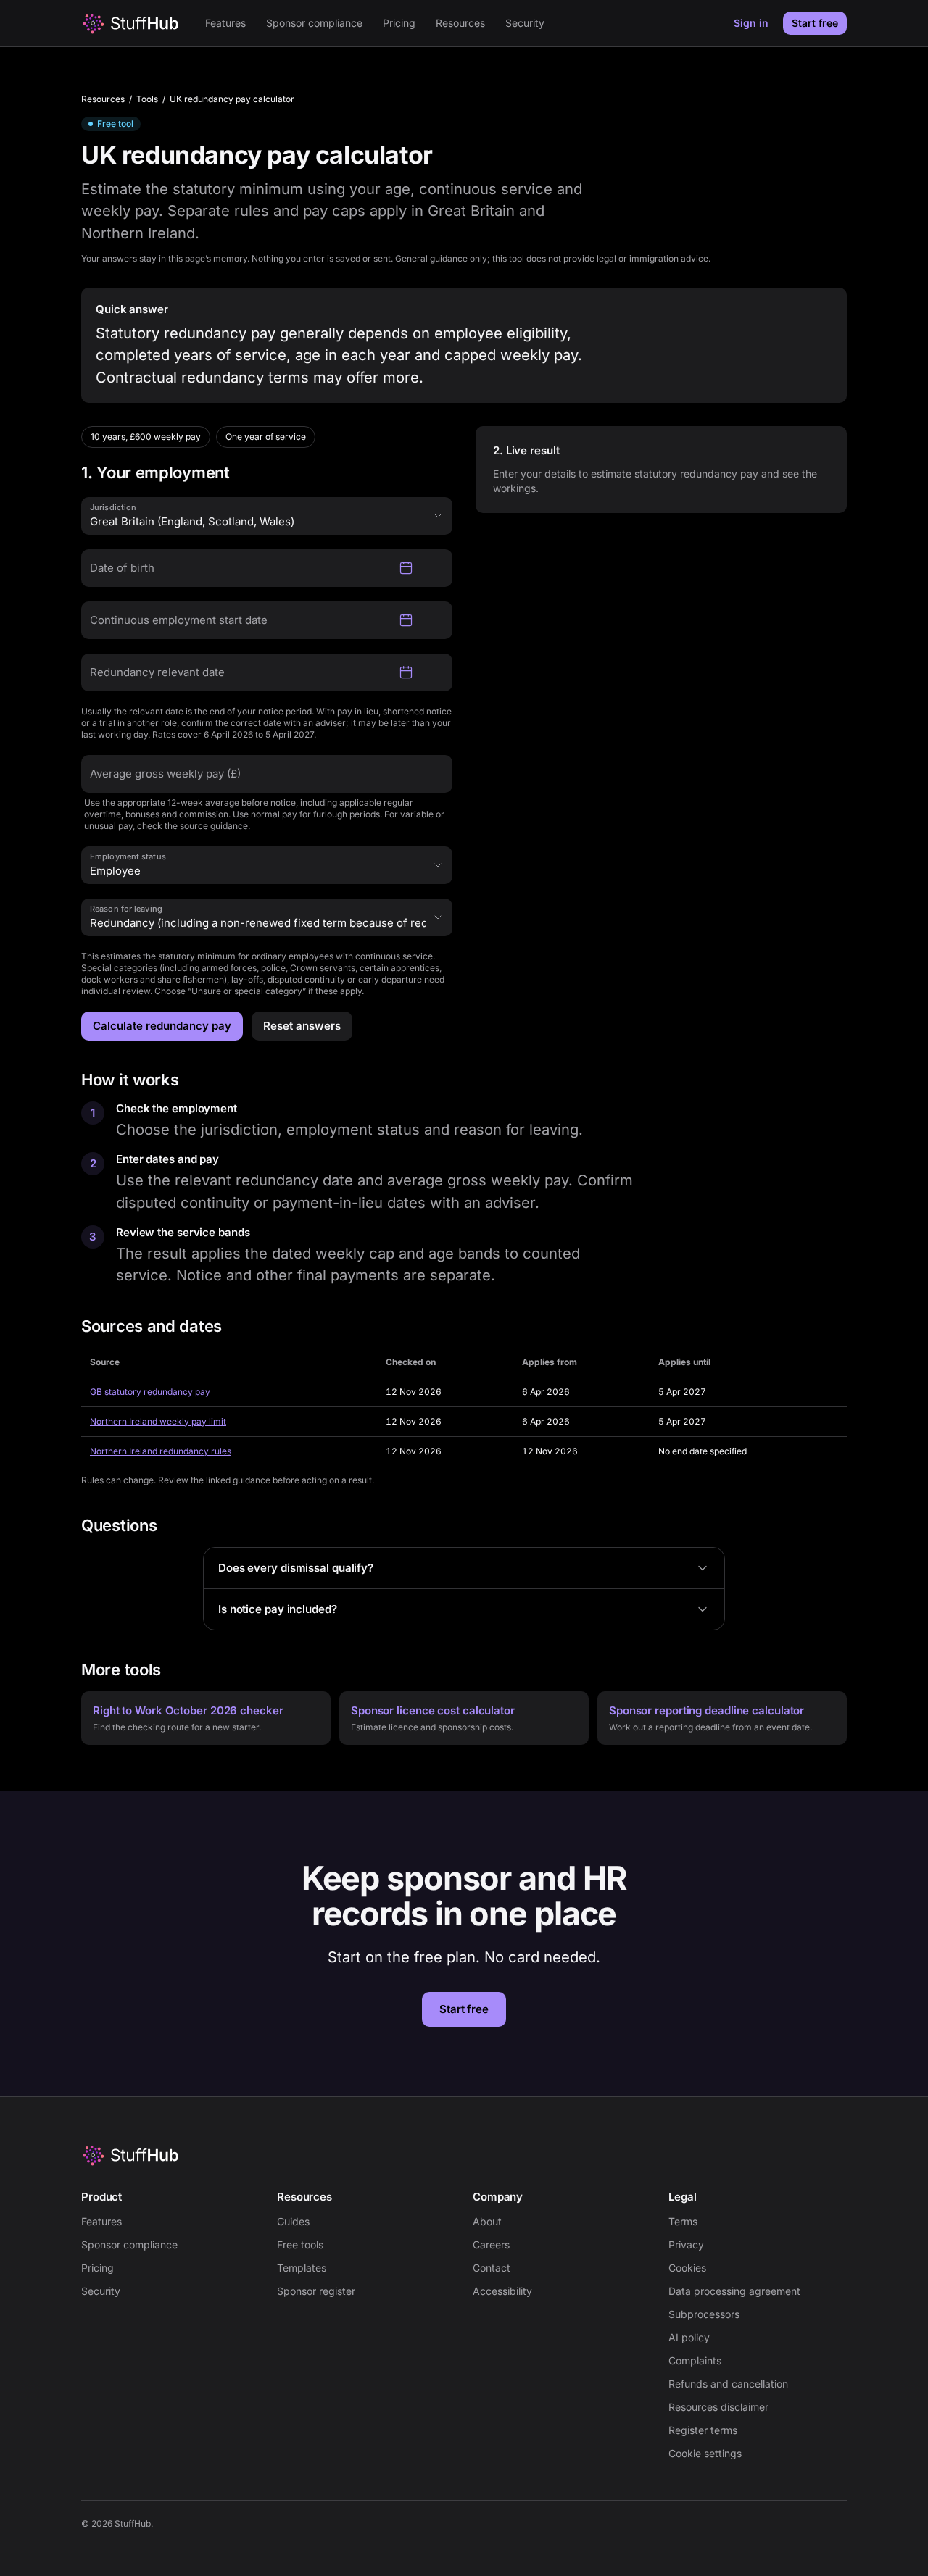 StuffHub
Features
Sponsor compliance
Pricing
Resources
Security
Sign in
Start free
Resources / Tools / UK redundancy pay calculator
Free tool
UK redundancy pay calculator
Estimate the statutory minimum using your age, continuous service and
weekly pay. Separate rules and pay caps apply in Great Britain and
Northern Ireland.
Your answers stay in this page's memory. Nothing you enter is saved or sent. General guidance only; this tool does not provide legal or immigration advice.
Quick answer
Statutory redundancy pay generally depends on employee eligibility,
completed years of service, age in each year and capped weekly pay.
Contractual redundancy terms may offer more.
10 years, £600 weekly pay
One year of service
1. Your employment
Jurisdiction
Great Britain (England, Scotland, Wales)
Date of birth
Continuous employment start date
Redundancy relevant date
Usually the relevant date is the end of your notice period. With pay in lieu, shortened notice
or a trial in another role, confirm the correct date with an adviser; it may be later than your
last working day. Rates cover 6 April 2026 to 5 April 2027.
Average gross weekly pay (£)
Use the appropriate 12-week average before notice, including applicable regular
overtime, bonuses and commission. Use normal pay for furlough periods. For variable or
unusual pay, check the source guidance.
Employment status
Employee
Reason for leaving
Redundancy (including a non-renewed fixed term because of red
This estimates the statutory minimum for ordinary employees with continuous service.
Special categories (including armed forces, police, Crown servants, certain apprentices,
dock workers and share fishermen), lay-offs, disputed continuity or early departure need
individual review. Choose “Unsure or special category” if these apply.
Calculate redundancy pay
Reset answers
2. Live result
Enter your details to estimate statutory redundancy pay and see the
workings.
How it works
1
Check the employment
Choose the jurisdiction, employment status and reason for leaving.
2
Enter dates and pay
Use the relevant redundancy date and average gross weekly pay. Confirm
disputed continuity or payment-in-lieu dates with an adviser.
3
Review the service bands
The result applies the dated weekly cap and age bands to counted
service. Notice and other final payments are separate.
Sources and dates
Source Checked on Applies from Applies until
GB statutory redundancy pay 12 Nov 2026 6 Apr 2026 5 Apr 2027
Northern Ireland weekly pay limit 12 Nov 2026 6 Apr 2026 5 Apr 2027
Northern Ireland redundancy rules 12 Nov 2026 12 Nov 2026 No end date specified
Rules can change. Review the linked guidance before acting on a result.
Questions
Does every dismissal qualify?
Is notice pay included?
More tools
Right to Work October 2026 checker
Find the checking route for a new starter.
Sponsor licence cost calculator
Estimate licence and sponsorship costs.
Sponsor reporting deadline calculator
Work out a reporting deadline from an event date.
Keep sponsor and HR
records in one place
Start on the free plan. No card needed.
Start free
StuffHub
Product
Features
Sponsor compliance
Pricing
Security
Resources
Guides
Free tools
Templates
Sponsor register
Company
About
Careers
Contact
Accessibility
Legal
Terms
Privacy
Cookies
Data processing agreement
Subprocessors
AI policy
Complaints
Refunds and cancellation
Resources disclaimer
Register terms
Cookie settings
© 2026 StuffHub.